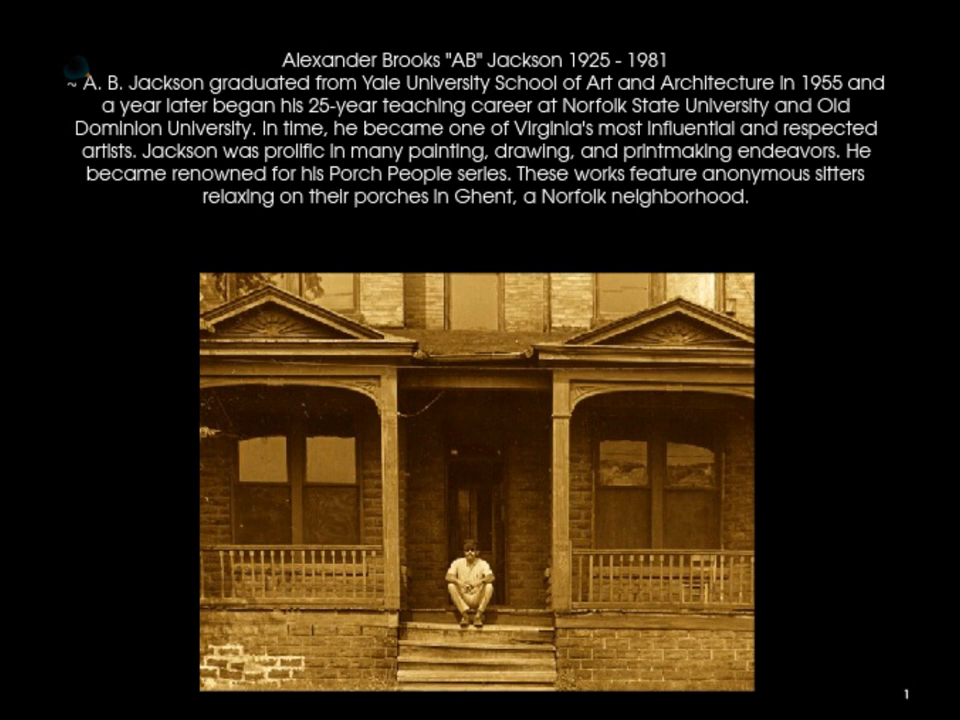 Alexander Brooks "AB" Jackson 1925 - 1981
~ A. B. Jackson graduated from Yale University School of Art and Architecture in 1955 and
a year later began his 25-year teaching career at Norfolk State University and Old
Dominion University. In time, he became one of Virginia's most influential and respected
artists. Jackson was prolific in many painting, drawing, and printmaking endeavors. He
became renowned for his Porch People series. These works feature anonymous sitters
relaxing on their porches in Ghent, a Norfolk neighborhood.
1